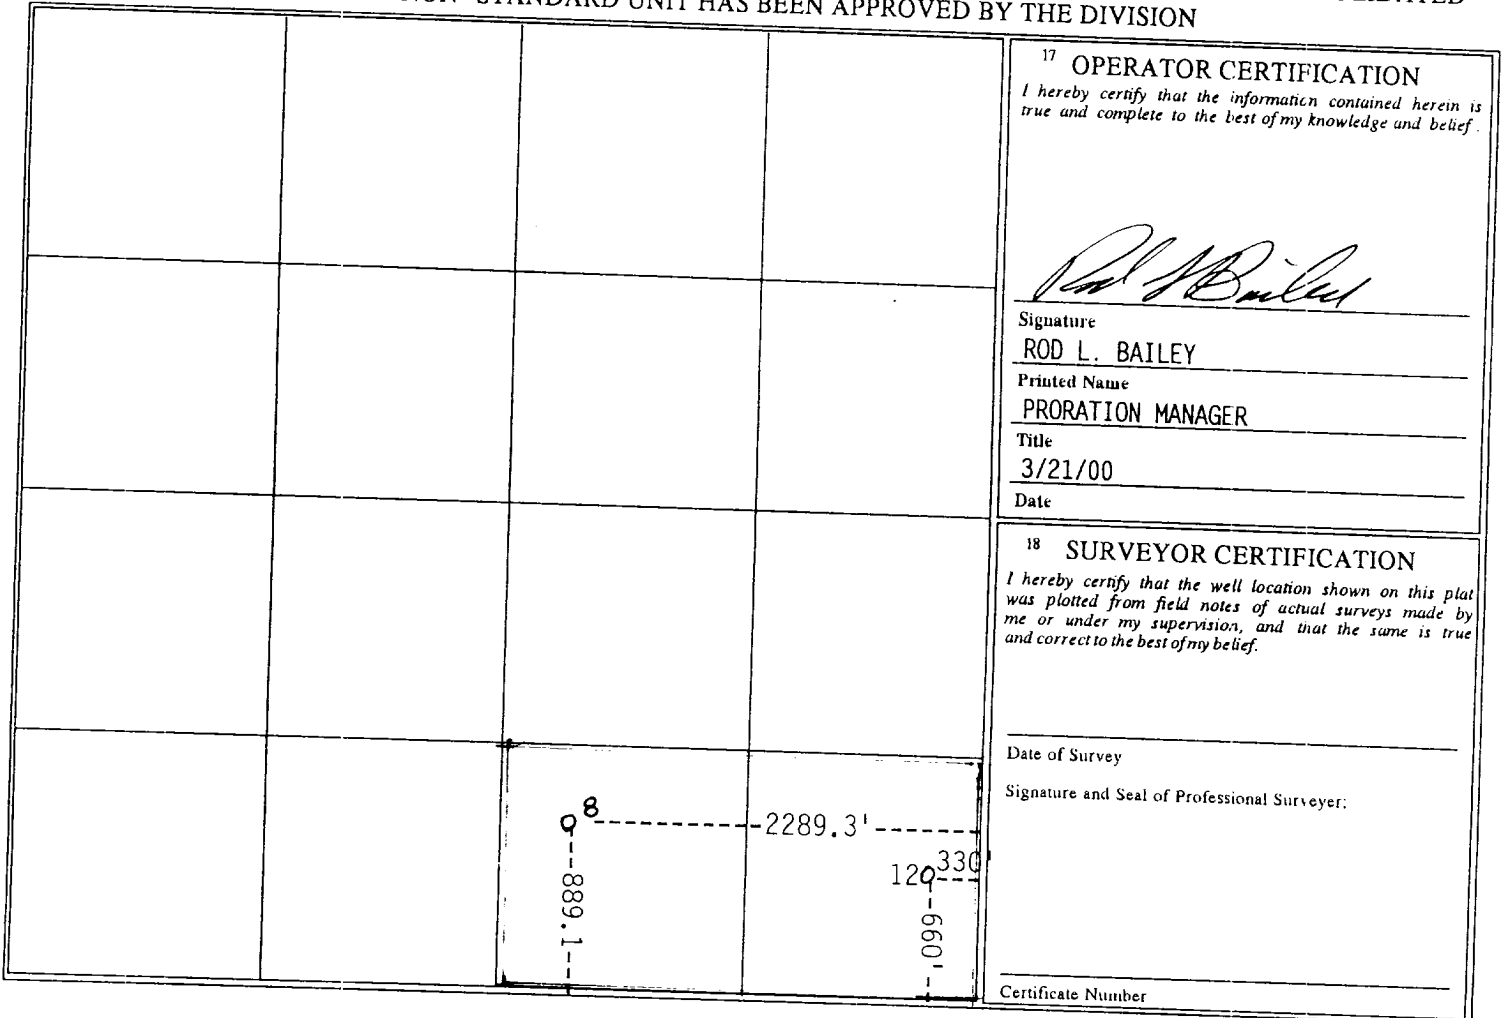 STANDARD UNIT HAS BEEN APPROVED BY THE DIVISION
17 OPERATOR CERTIFICATION
I hereby certify that the information contained herein is
true and complete to the best of my knowledge and belief.
Rod L Bailey
Signature
ROD L. BAILEY
Printed Name
PRORATION MANAGER
Title
3/21/00
Date
18 SURVEYOR CERTIFICATION
I hereby certify that the well location shown on this plat
was plotted from field notes of actual surveys made by
me or under my supervision, and that the same is true
and correct to the best of my belief.
Date of Survey
Signature and Seal of Professional Surveyer:
Certificate Number
8
2289.3'
889.1
12
330'
660'